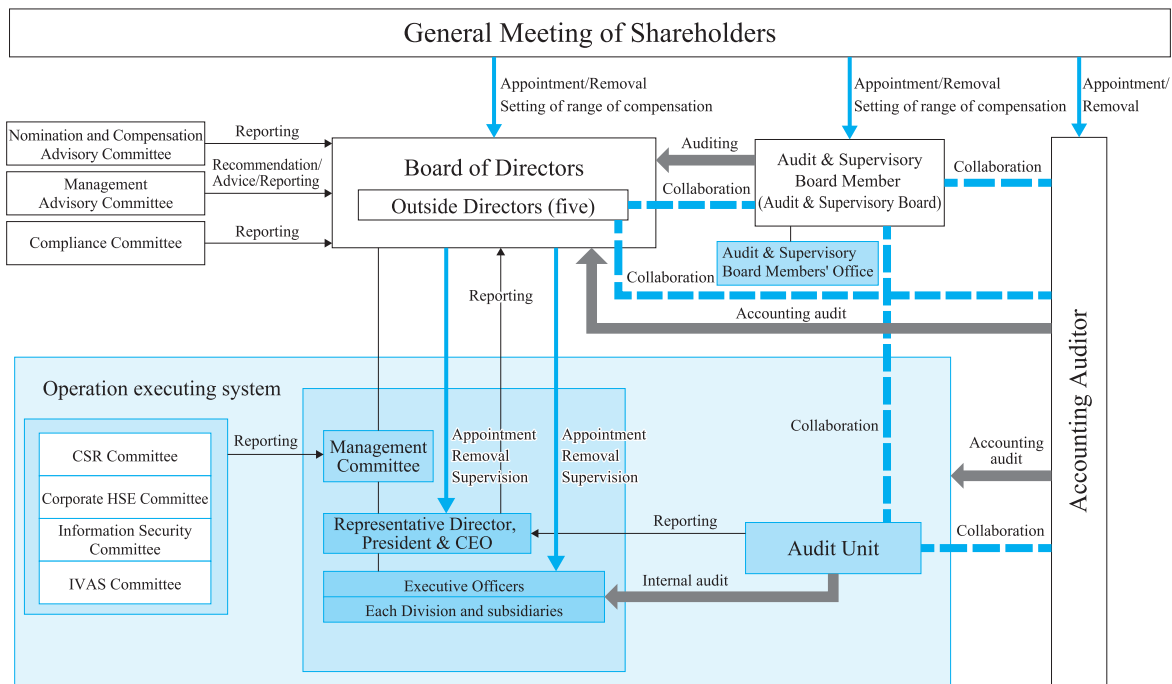 General Meeting of Shareholders
Appointment/Removal
Setting of range of compensation
Appointment/Removal
Setting of range of compensation
Appointment/
Removal
Nomination and Compensation
Advisory Committee
Reporting
Management
Advisory Committee
Recommendation/
Advice/Reporting
Compliance Committee
Reporting
Board of Directors
Outside Directors (five)
Auditing
Collaboration
Audit & Supervisory
Board Member
(Audit & Supervisory Board)
Collaboration
Audit & Supervisory
Board Members' Office
Collaboration
Reporting
Accounting audit
Accounting Auditor
Operation executing system
CSR Committee
Corporate HSE Committee
Information Security
Committee
IVAS Committee
Reporting
Management
Committee
Appointment
Removal
Supervision
Appointment
Removal
Supervision
Collaboration
Accounting
audit
Representative Director,
President & CEO
Reporting
Audit Unit
Collaboration
Executive Officers
Each Division and subsidiaries
Internal audit